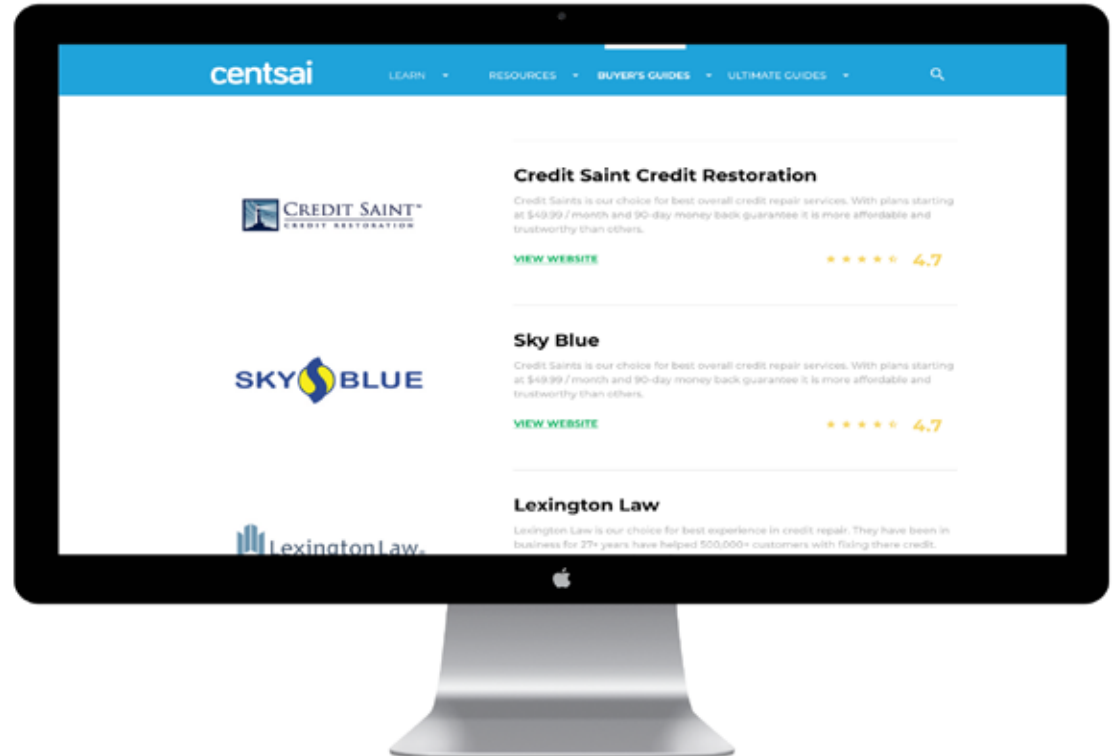 centsai LEARN RESOURCES BUYER'S GUIDES ULTIMATE GUIDES
CREDIT SAINT™
CREDIT RESTORATION
Credit Saint Credit Restoration
Credit Saints is our choice for best overall credit repair services. With plans starting
at $49.99 / month and 90-day money back guarantee it is more affordable and
trustworthy than others.
VIEW WEBSITE 4.7
SKY BLUE
Sky Blue
Credit Saints is our choice for best overall credit repair services. With plans starting
at $49.99 / month and 90-day money back guarantee it is more affordable and
trustworthy than others.
VIEW WEBSITE 4.7
Lexington Law
Lexington Law
Lexington Law is our choice for best experience in credit repair. They have been in
business for 27+ years have helped 500,000+ customers with fixing there credit.